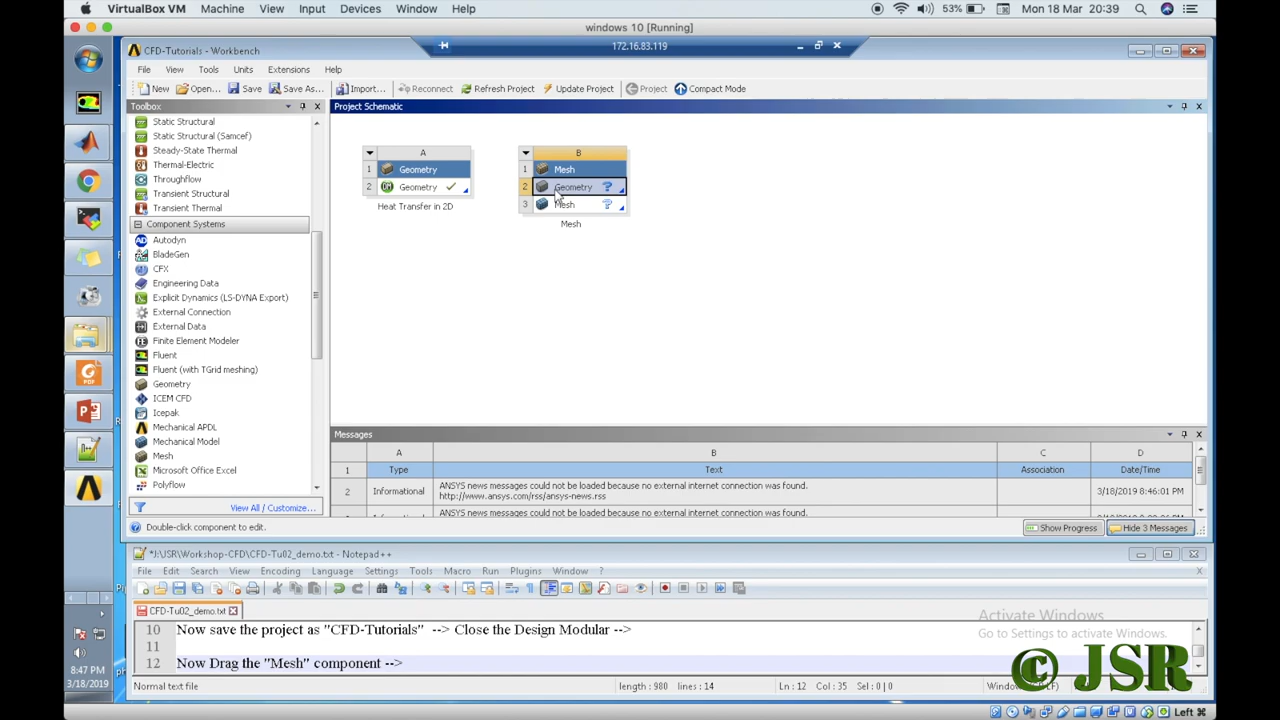 VirtualBox VM Machine View Input Devices Window Help 53% Mon 18 Mar 20:39
windows 10 [Running]
CFD-Tutorials - Workbench
172.16.83.119
File View Tools Units Extensions Help
New Open... Save Save As... Import... Reconnect Refresh Project Update Project Project Compact Mode
Toolbox
Project Schematic
Static Structural
Static Structural (Samcef)
Steady-State Thermal
Thermal-Electric
Throughflow
Transient Structural
Transient Thermal
Component Systems
Autodyn
BladeGen
CFX
Engineering Data
Explicit Dynamics (LS-DYNA Export)
External Connection
External Data
Finite Element Modeler
Fluent
Fluent (with TGrid meshing)
Geometry
ICEM CFD
Icepak
Mechanical APDL
Mechanical Model
Mesh
Microsoft Office Excel
Polyflow
View All / Customize...
A
1 Geometry
2 Geometry
Heat Transfer in 2D
B
1 Mesh
2 Geometry
3 Mesh
Mesh
Messages
A B C D
1 Type Text Association Date/Time
2 Informational ANSYS news messages could not be loaded because no external internet connection was found. 3/18/2019 8:46:01 PM
http://www.ansys.com/rss/ansys-news.rss
ANSYS news messages could not be loaded because no external internet connection was found.
Double-click component to edit.
Show Progress Hide 3 Messages
*J:\JSR\Workshop-CFD\CFD-Tu02_demo.txt - Notepad++
File Edit Search View Encoding Language Settings Tools Macro Run Plugins Window ? X
CFD-Tu02_demo.txt
10 Now save the project as "CFD-Tutorials" --> Close the Design Modular -->
11
12 Now Drag the "Mesh" component -->
Normal text file length : 980 lines : 14 Ln : 12 Col : 35 Sel : 0 | 0
Activate Windows
Go to Settings to activate Windows.
© JSR
8:47 PM
3/18/2019
Left ⌘